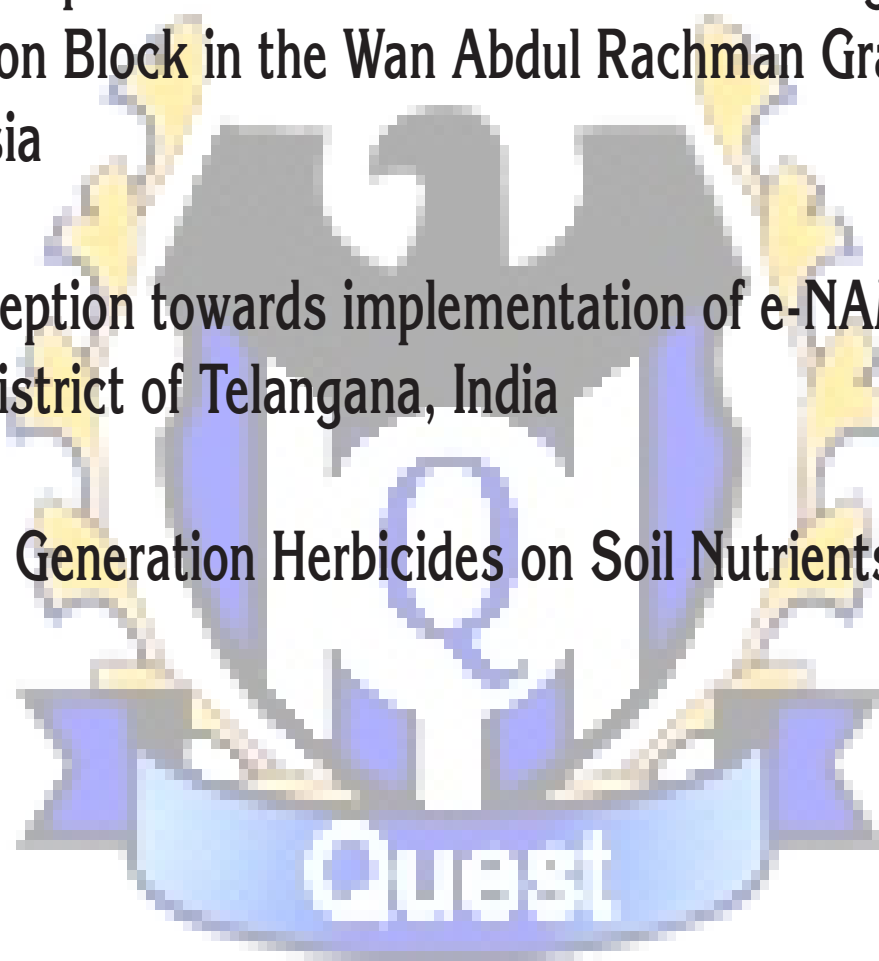 on Block in the Wan Abdul Rachman Gra
sia
eption towards implementation of e-NA
istrict of Telangana, India
Generation Herbicides on Soil Nutrients
Q
Quest